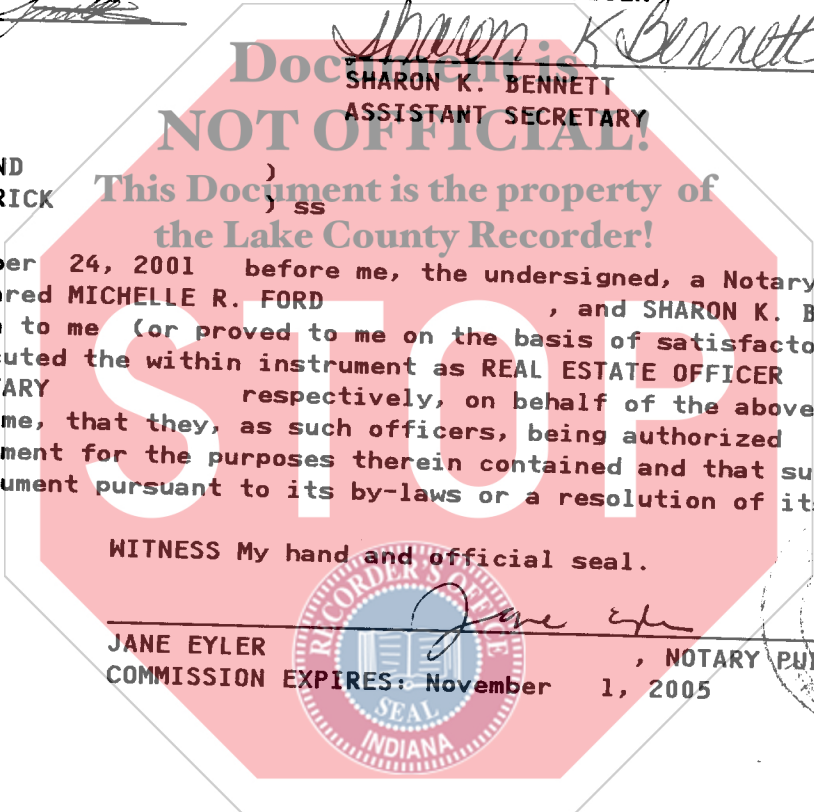 Sharon K Bennett
Document is
SHARON K. BENNETT
ASSISTANT SECRETARY
NOT OFFICIAL!
ND )
RICK ) ss
This Document is the property of
the Lake County Recorder!
er 24, 2001 before me, the undersigned, a Notary
red MICHELLE R. FORD , and SHARON K. B
to me (or proved to me on the basis of satisfacto
cuted the within instrument as REAL ESTATE OFFICER
TARY respectively, on behalf of the above
me, that they, as such officers, being authorized
ment for the purposes therein contained and that su
ument pursuant to its by-laws or a resolution of its
STOP
WITNESS My hand and official seal.
Jane Eyler
JANE EYLER , NOTARY PU
COMMISSION EXPIRES: November 1, 2005
RECORDER'S OFFICE
SEAL
INDIANA